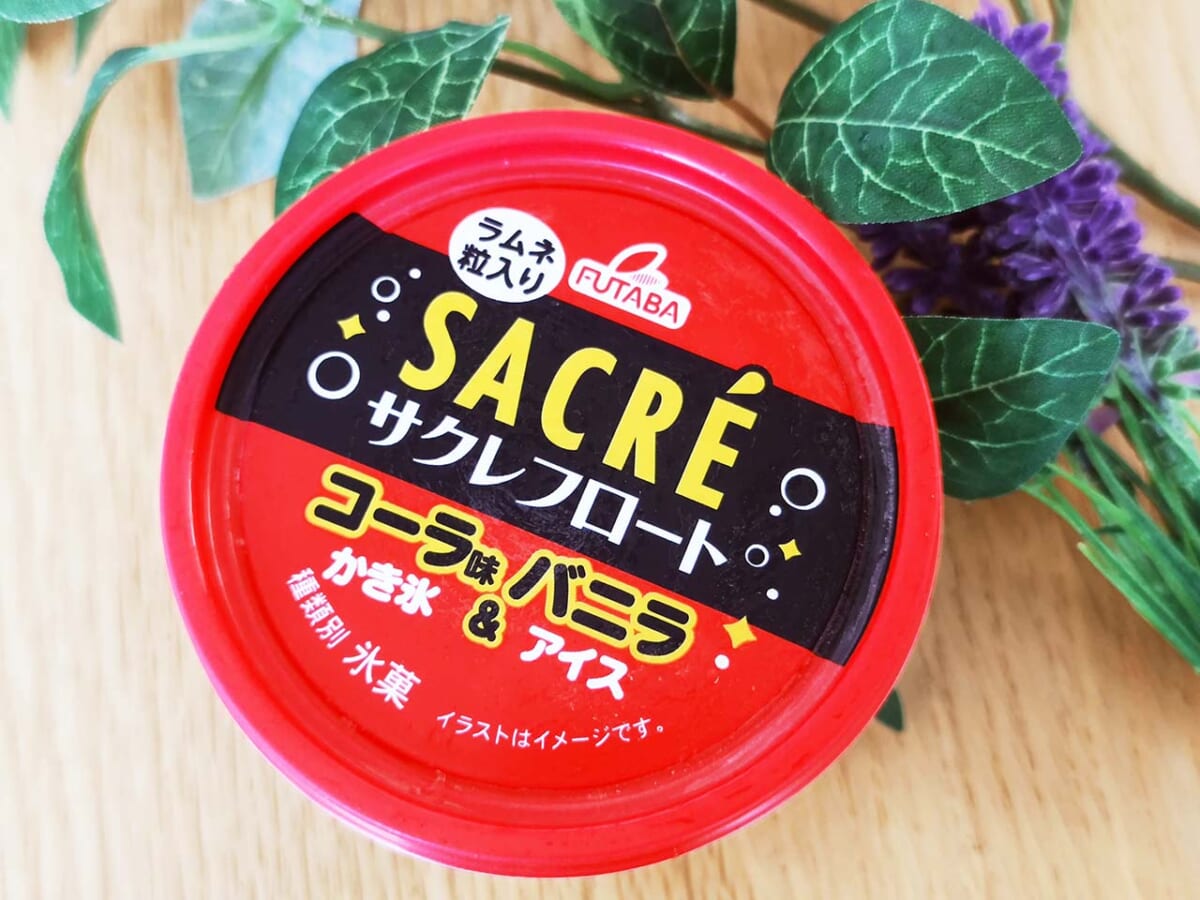 ラムネ
粒入り
FUTABA
SACRÉ
サクレフロート
コーラ味
かき氷
&
バニラ
アイス
種類別 氷菓
イラストはイメージです。